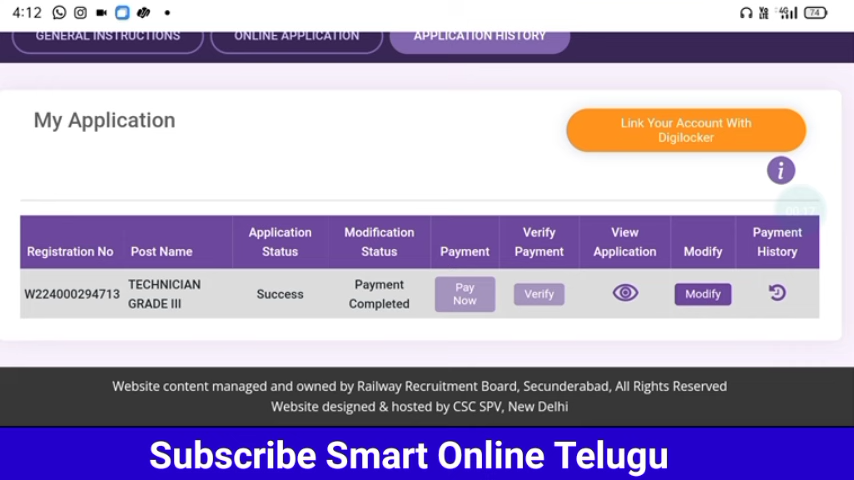 4:12
74
GENERAL INSTRUCTIONS
ONLINE APPLICATION
APPLICATION HISTORY
My Application
Link Your Account With
Digilocker
i
00:37
Registration No
Post Name
Application
Status
Modification
Status
Payment
Verify
Payment
View
Application
Modify
Payment
History
W224000294713
TECHNICIAN
GRADE III
Success
Payment
Completed
Pay
Now
Verify
Modify
Website content managed and owned by Railway Recruitment Board, Secunderabad, All Rights Reserved
Website designed & hosted by CSC SPV, New Delhi
Subscribe Smart Online Telugu